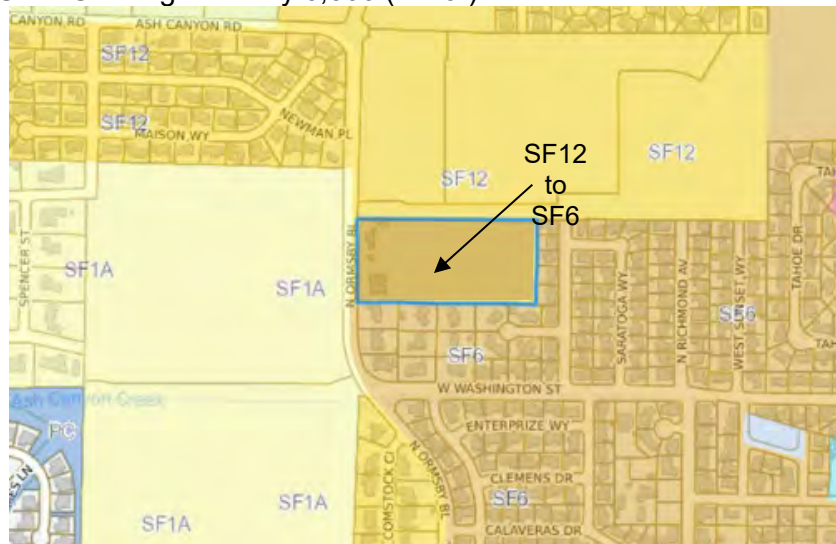 CANYON RD
ASH CANYON RD
SF12
SF12
MAISON WY
NEWMAN PL
SF12
to
SF6
SF12
SF12
SPENCER ST
SF1A
SF1A
N ORMSBY BL
SARATOGA WY
N RICHMOND AV
WEST SUNSET WY
TAHOE DR
SF6
SF6
W WASHINGTON ST
Ash Canyon Creek
PC
ENTERPRIZE WY
N ORMSBY BL
COMSTOCK CI
CLEMENS DR
SF6
SF1A
SF1A
CALAVERAS DR